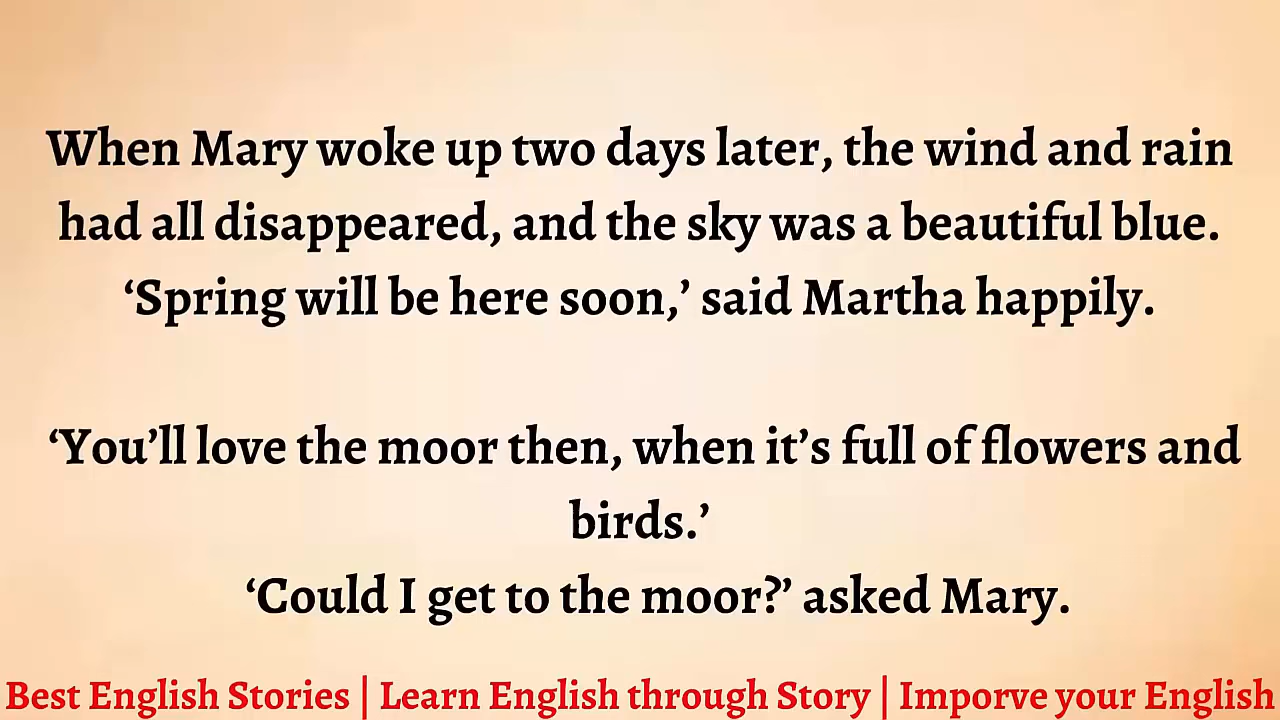 When Mary woke up two days later, the wind and rain
had all disappeared, and the sky was a beautiful blue.
‘Spring will be here soon,’ said Martha happily.
‘You’ll love the moor then, when it’s full of flowers and
birds.’
‘Could I get to the moor?’ asked Mary.
Best English Stories | Learn English through Story | Imporve your English